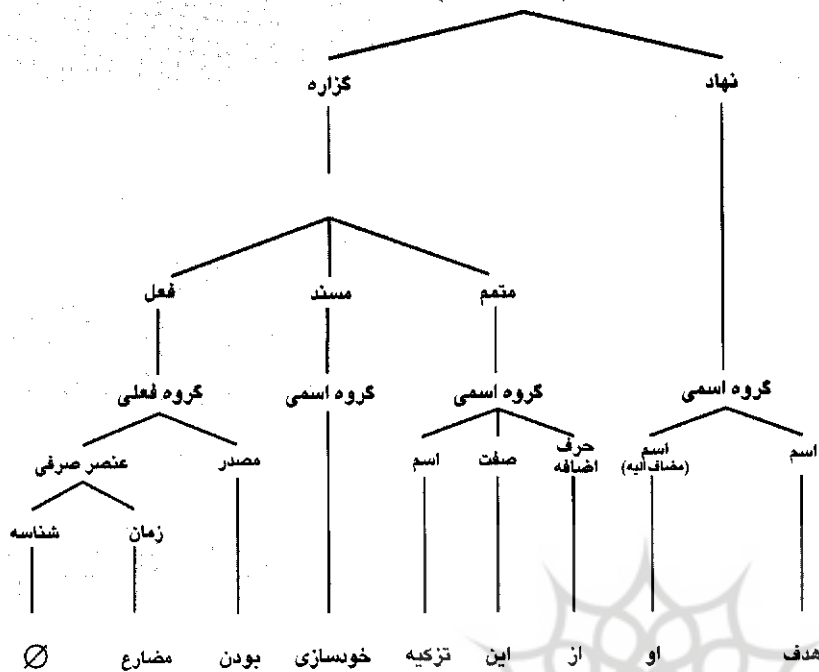 نهاد گزاره
متمم مسند فعل
گروه اسمی گروه اسمی گروه اسمی گروه فعلی
اسم اسم (مضاف الیه) حرف اضافه صفت اسم مصدر عنصر صرفی
زمان شناسه
هدف او از این تزکیه خودسازی بودن مضارع ∅